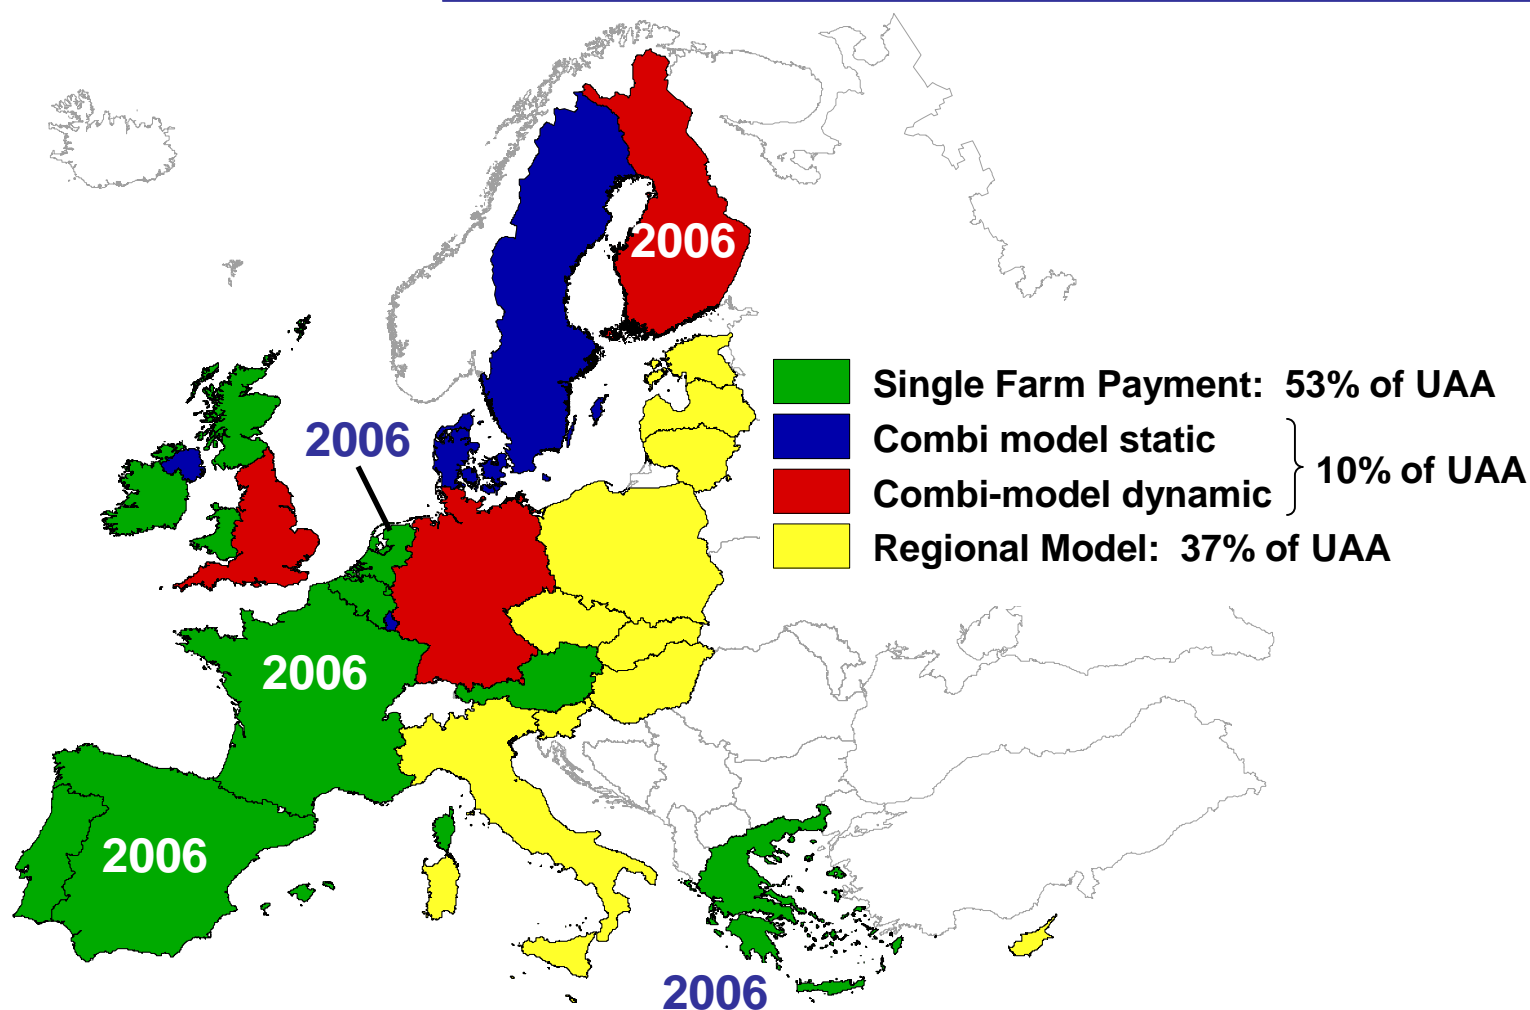 2006
2006
Single Farm Payment: 53% of UAA
Combi model static
10% of UAA
Combi-model dynamic
Regional Model: 37% of UAA
2006
2006
2006